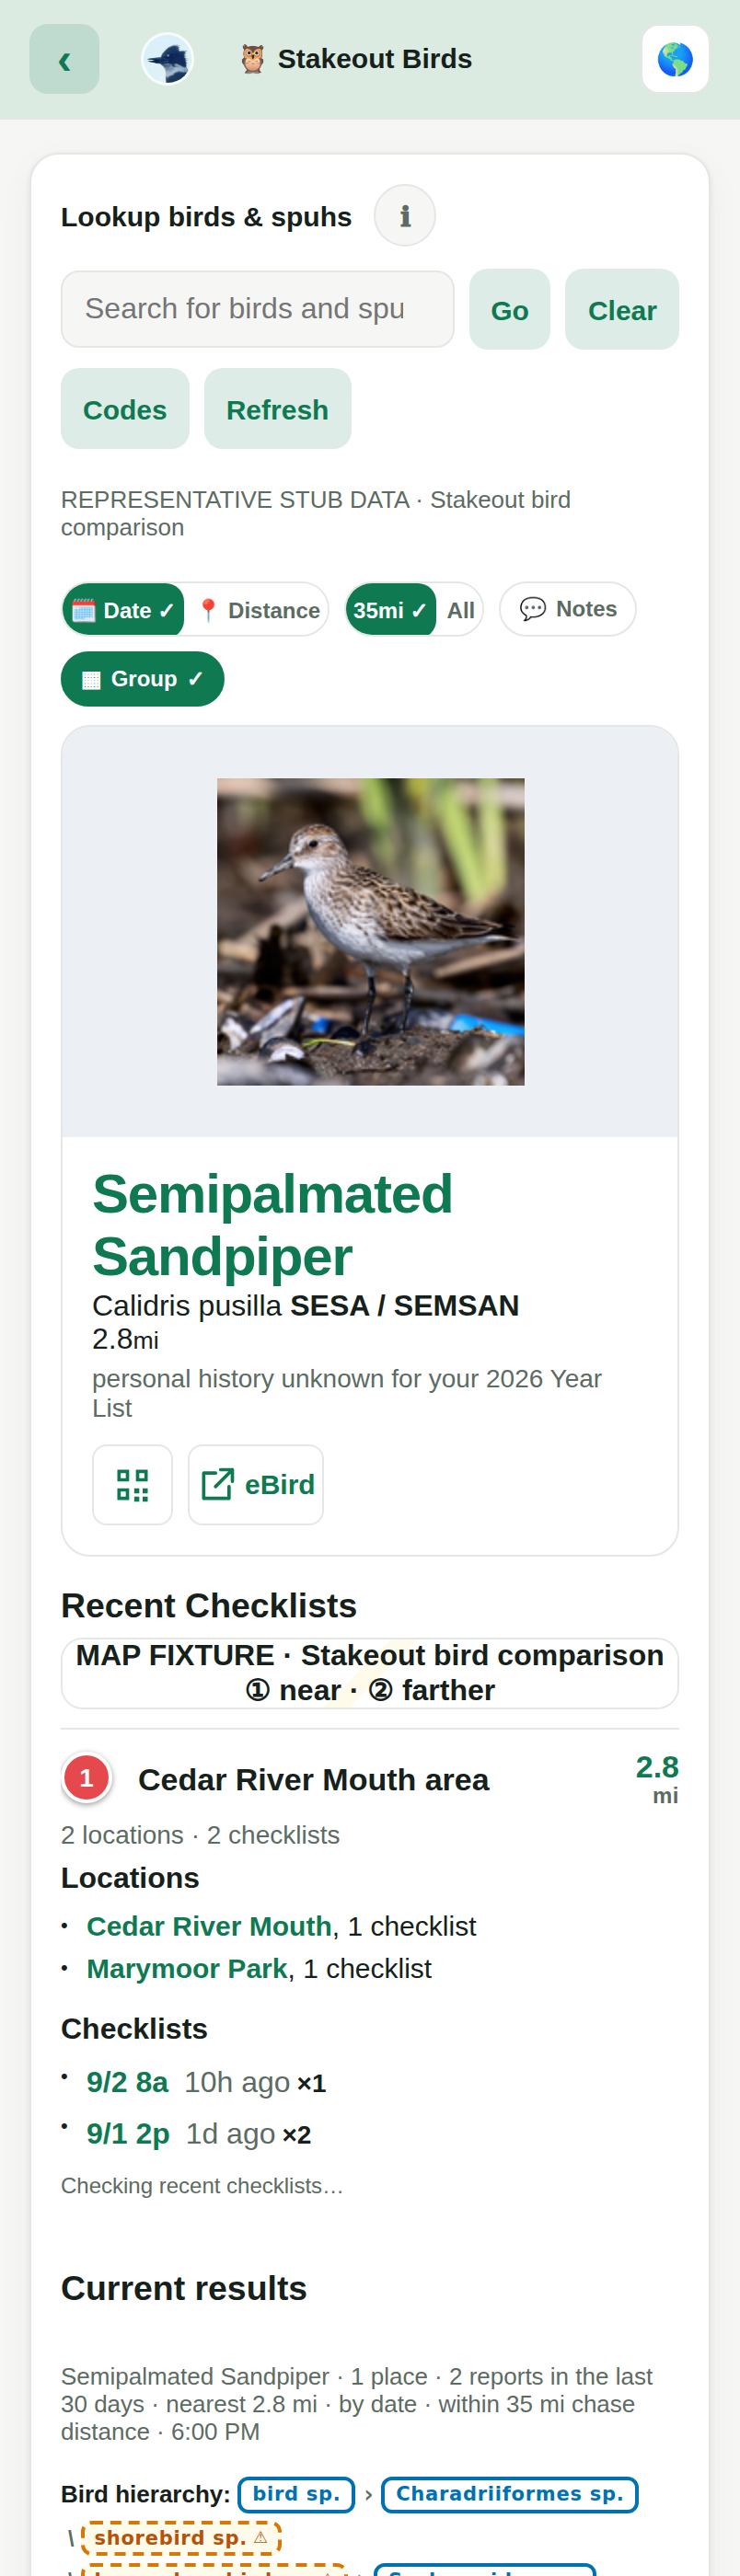 ‹ 🦉 Stakeout Birds 🌎
Lookup birds & spuhs ℹ
Search for birds and spu Go Clear
Codes Refresh
REPRESENTATIVE STUB DATA · Stakeout bird
comparison
🗓️ Date ✓ 📍 Distance 35mi ✓ All 💬 Notes
▦ Group ✓
Semipalmated
Sandpiper
Calidris pusilla SESA / SEMSAN
2.8mi
personal history unknown for your 2026 Year
List
eBird
Recent Checklists
MAP FIXTURE · Stakeout bird comparison
① near · ② farther
1 Cedar River Mouth area 2.8
mi
2 locations · 2 checklists
Locations
• Cedar River Mouth, 1 checklist
• Marymoor Park, 1 checklist
Checklists
• 9/2 8a 10h ago ×1
• 9/1 2p 1d ago ×2
Checking recent checklists…
Current results
Semipalmated Sandpiper · 1 place · 2 reports in the last
30 days · nearest 2.8 mi · by date · within 35 mi chase
distance · 6:00 PM
Bird hierarchy: bird sp. › Charadriiformes sp.
\ shorebird sp. ⚠